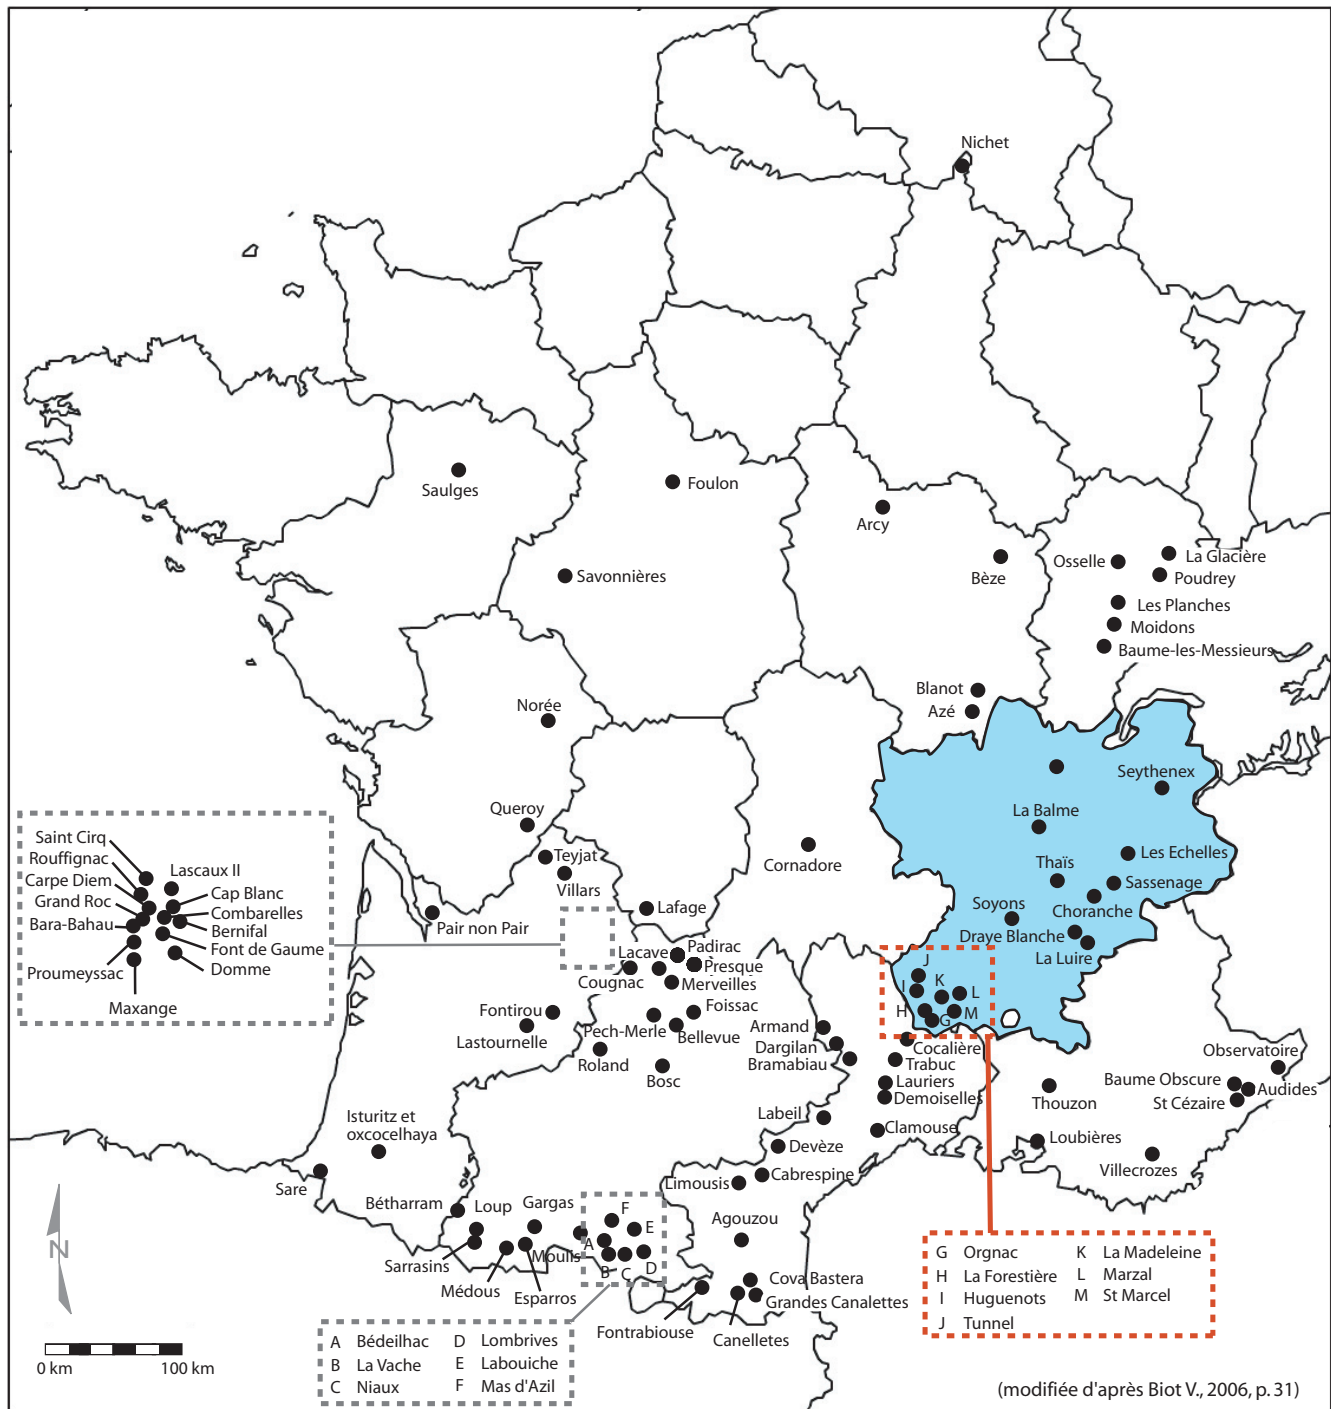 Nichet
Saulges
Foulon
Arcy
Savonnières
Bèze
Osselle
La Glacière
Poudrey
Les Planches
Moidons
Baume-les-Messieurs
Blanot
Azé
Norée
Seythenex
La Balme
Queroy
Teyjat
Villars
Cornadore
Thaïs
Les Echelles
Sassenage
Choranche
Soyons
Draye Blanche
La Luire
Saint Cirq
Rouffignac
Carpe Diem
Grand Roc
Bara-Bahau
Proumeyssac
Maxange
Lascaux II
Cap Blanc
Combarelles
Bernifal
Font de Gaume
Domme
Pair non Pair
Lafage
Lacave
Padirac
Presque
Cougnac
Merveilles
Fontirou
Foissac
Lastournelle
Pech-Merle
Bellevue
Roland
Bosc
Armand
Dargilan
Bramabiau
J
I
K
L
H
G
M
Cocalière
Trabuc
Lauriers
Demoiselles
Observatoire
Baume Obscure
Audides
St Cézaire
Thouzon
Labeil
Clamouse
Loubières
Devèze
Villecrozes
Isturitz et
oxcocelhaya
Sare
Cabrespine
Limousis
Bétharram
Loup
Gargas
F
E
A
Agouzou
Sarrasins
Moulis
B
C
D
Médous
Esparros
Cova Bastera
Grandes Canalettes
Fontrabiouse
Canelletes
N
0 km
100 km
A Bédeilhac D Lombrives
B La Vache E Labouiche
C Niaux F Mas d'Azil
G Orgnac K La Madeleine
H La Forestière L Marzal
I Huguenots M St Marcel
J Tunnel
(modifiée d'après Biot V., 2006, p. 31)